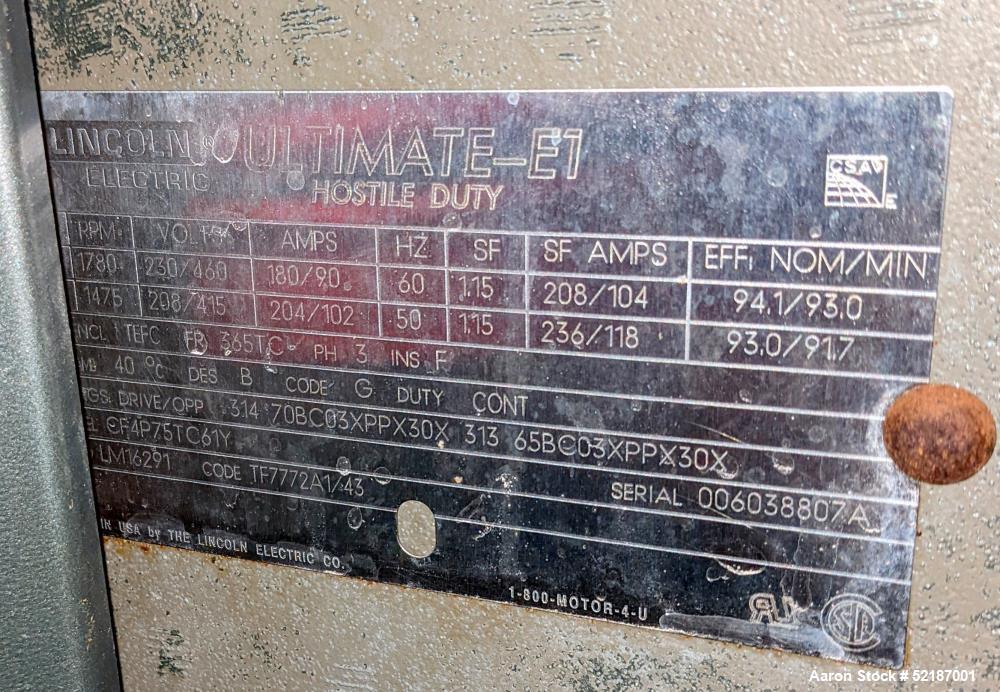 LINCOLN ® ULTIMATE-E1
ELECTRIC HOSTILE DUTY
CSA E
RPM VOLTS AMPS HZ SF SF AMPS EFF. NOM/MIN
1780 230/460 180/90 60 1.15 208/104 94.1/93.0
1475 208/415 204/102 50 1.15 236/118 93.0/91.7
NCL TEFC FR 365TC PH 3 INS F
MB 40 °C DES B CODE G DUTY CONT
TGS. DRIVE/OPP 314 70BC03XPPX30X 313 65BC03XPPX30X
EL CF4P75TC61Y
LM16291 CODE TF7772A1/43 SERIAL 006038807A
IN USA by THE LINCOLN ELECTRIC CO.
1-800-MOTOR-4-U
Aaron Stock # 52187001